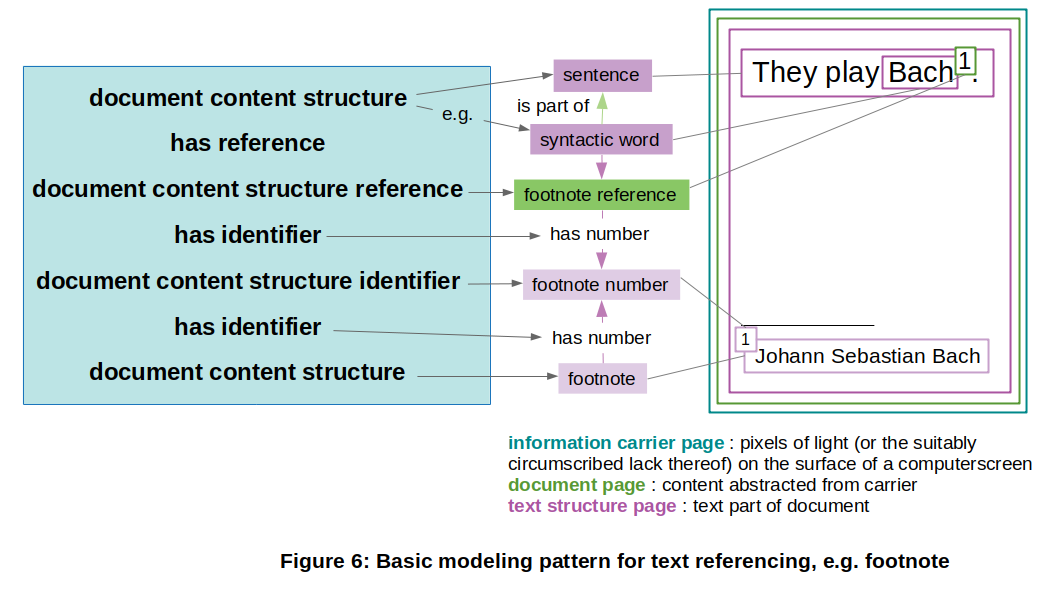 document content structure
e.g.
has reference
document content structure reference
has identifier
document content structure identifier
has identifier
document content structure
sentence
is part of
syntactic word
footnote reference
has number
footnote number
has number
footnote
They play Bach1.
1
Johann Sebastian Bach
information carrier page : pixels of light (or the suitably
circumscribed lack thereof) on the surface of a computerscreen
document page : content abstracted from carrier
text structure page : text part of document
Figure 6: Basic modeling pattern for text referencing, e.g. footnote